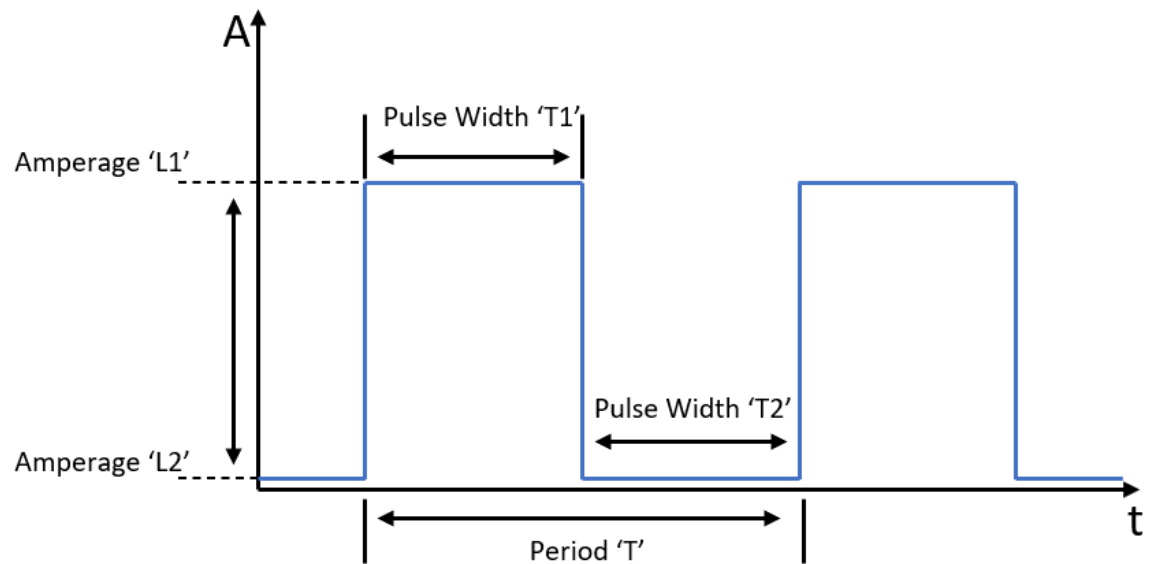 A
Pulse Width ‘T1’
Amperage ‘L1’
Pulse Width ‘T2’
Amperage ‘L2’
t
Period ‘T’